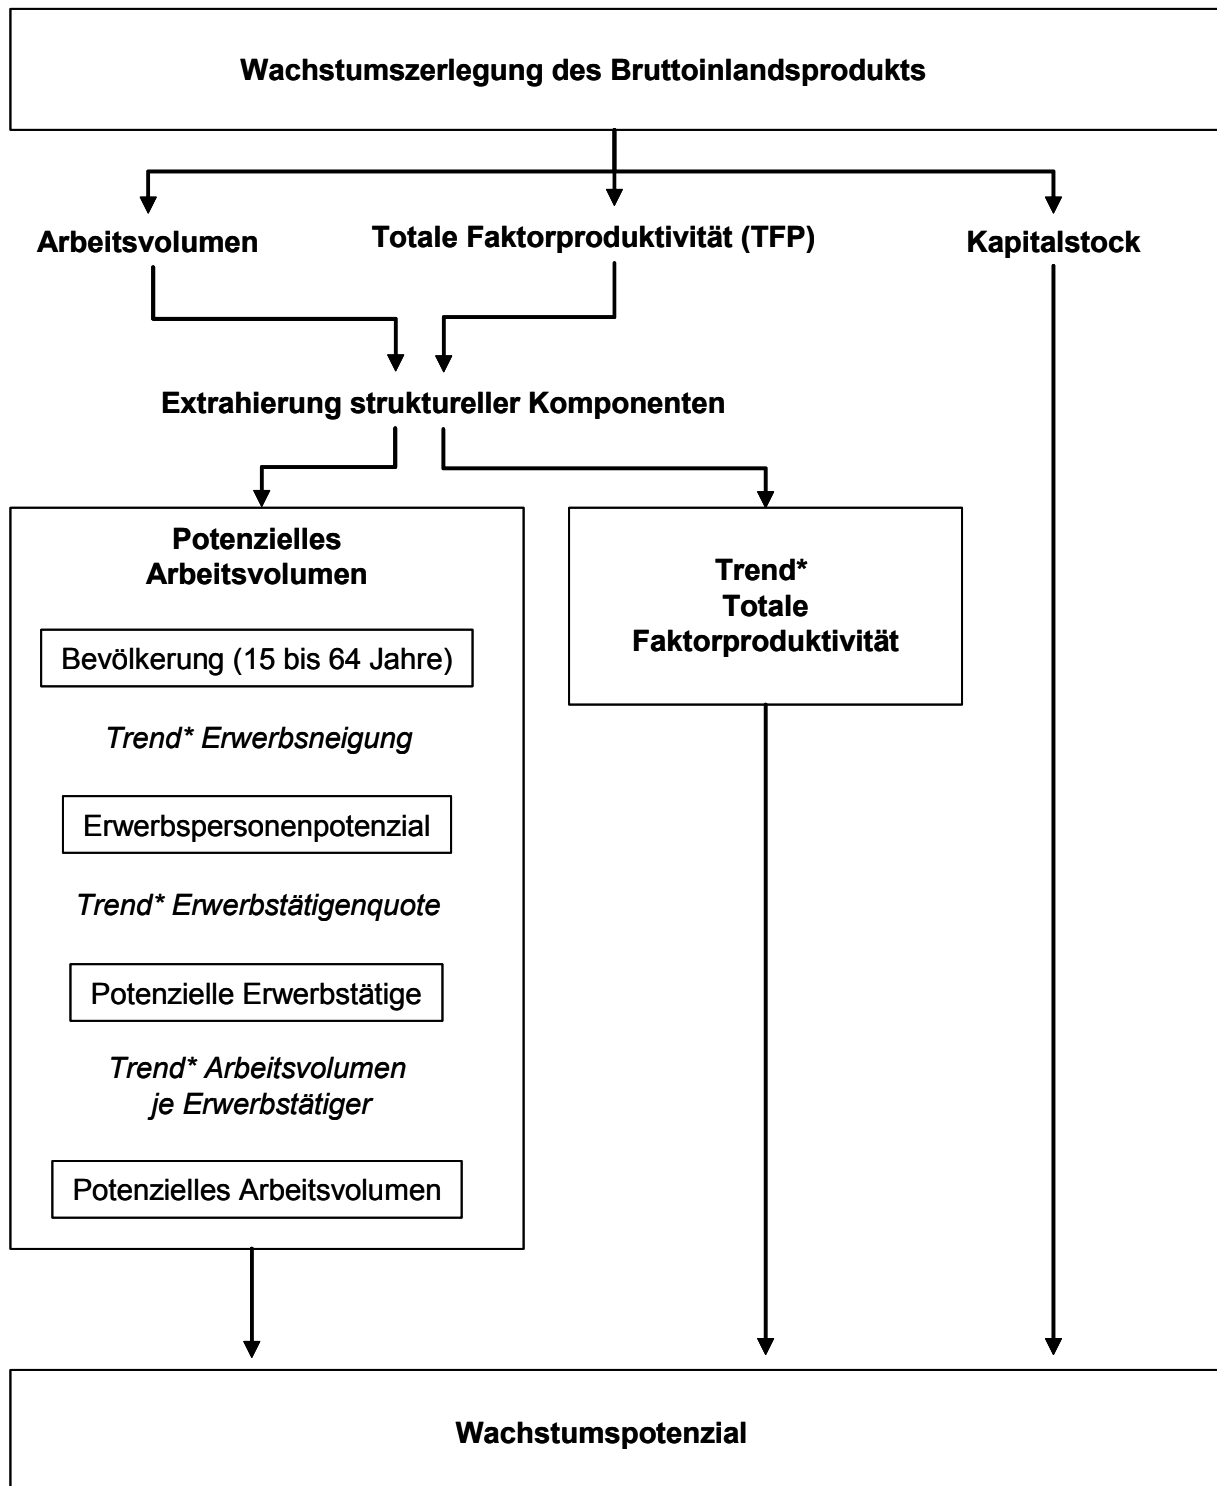 Wachstumszerlegung des Bruttoinlandsprodukts
Arbeitsvolumen
Totale Faktorproduktivität (TFP)
Kapitalstock
Extrahierung struktureller Komponenten
Potenzielles
Arbeitsvolumen
Bevölkerung (15 bis 64 Jahre)
Trend* Erwerbsneigung
Erwerbspersonenpotenzial
Trend* Erwerbstätigenquote
Potenzielle Erwerbstätige
Trend* Arbeitsvolumen
je Erwerbstätiger
Potenzielles Arbeitsvolumen
Trend*
Totale
Faktorproduktivität
Wachstumspotenzial